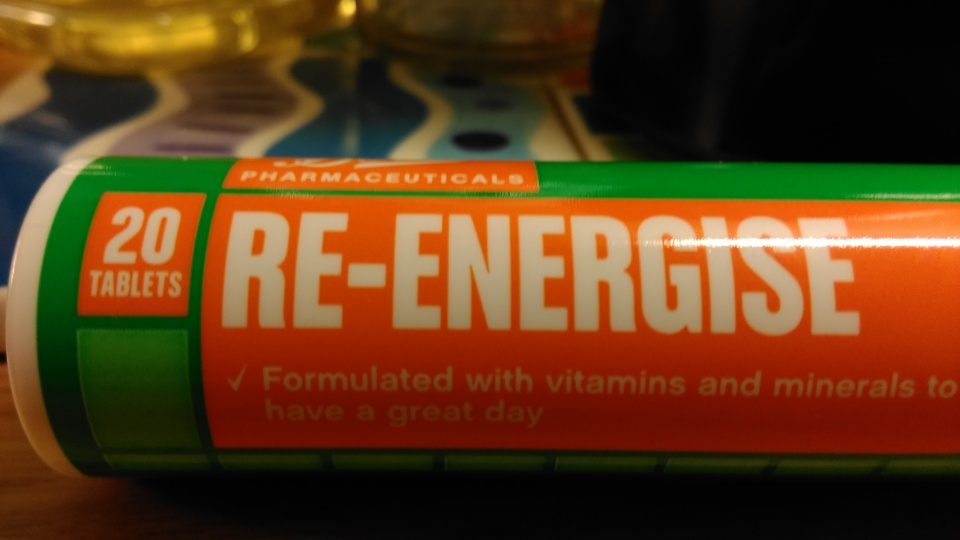 PHARMACEUTICALS
20
TABLETS
RE-ENERGISE
✓ Formulated with vitamins and minerals to
have a great day